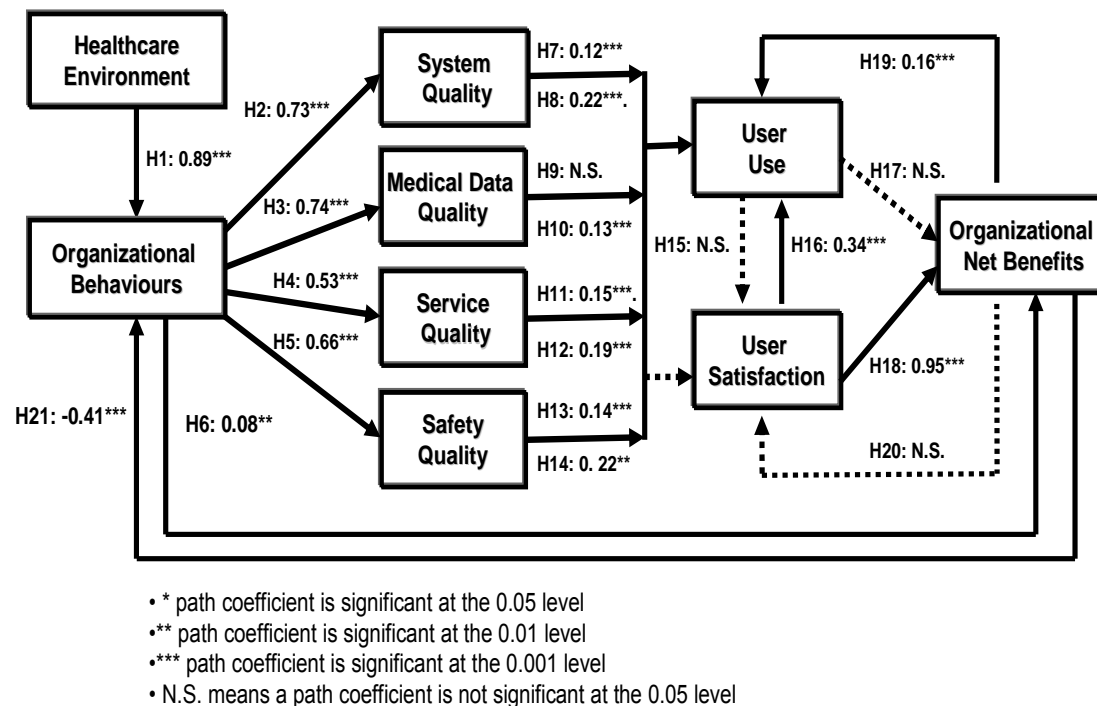 Healthcare
Environment
H1: 0.89***
Organizational
Behaviours
H2: 0.73***
H3: 0.74***
H4: 0.53***
H5: 0.66***
H21: -0.41***
H6: 0.08**
System
Quality
Medical Data
Quality
Service
Quality
Safety
Quality
H7: 0.12***
H8: 0.22***.
H9: N.S.
H10: 0.13***
H11: 0.15***.
H12: 0.19***
H13: 0.14***
H14: 0. 22**
User
Use
H15: N.S.
H16: 0.34***
User
Satisfaction
H19: 0.16***
H17: N.S.
Organizational
Net Benefits
H18: 0.95***
H20: N.S.
• * path coefficient is significant at the 0.05 level
•** path coefficient is significant at the 0.01 level
•*** path coefficient is significant at the 0.001 level
• N.S. means a path coefficient is not significant at the 0.05 level